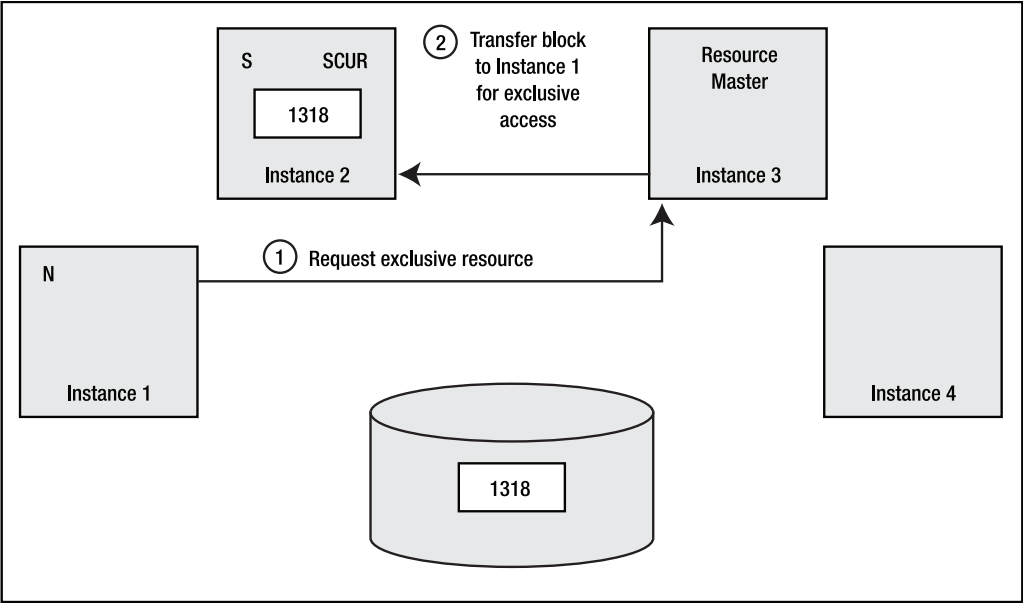 S SCUR
1318
Instance 2
2 Transfer block
to Instance 1
for exclusive
access
Resource
Master
Instance 3
1 Request exclusive resource
N
Instance 1
Instance 4
1318